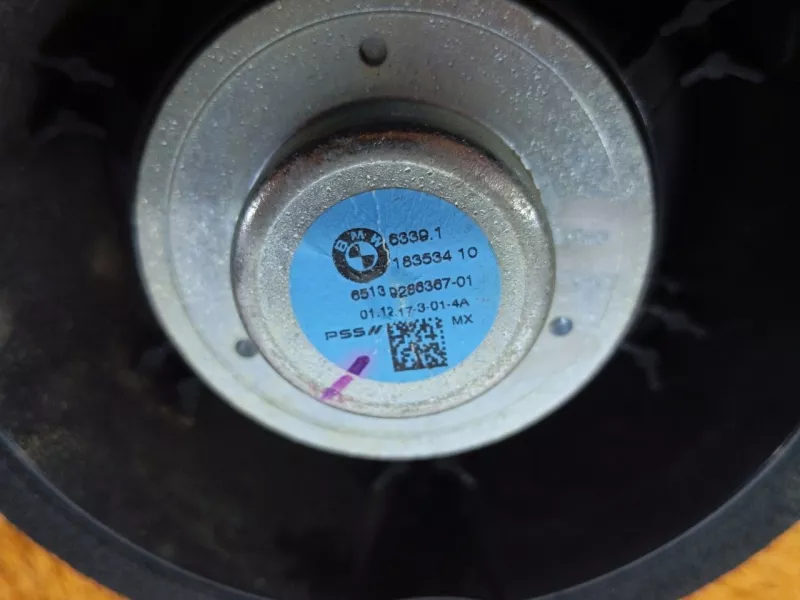 BMW
6339.1
183534 10
6513 9286367-01
01.12.17-3-01-4A
PSS//
MX